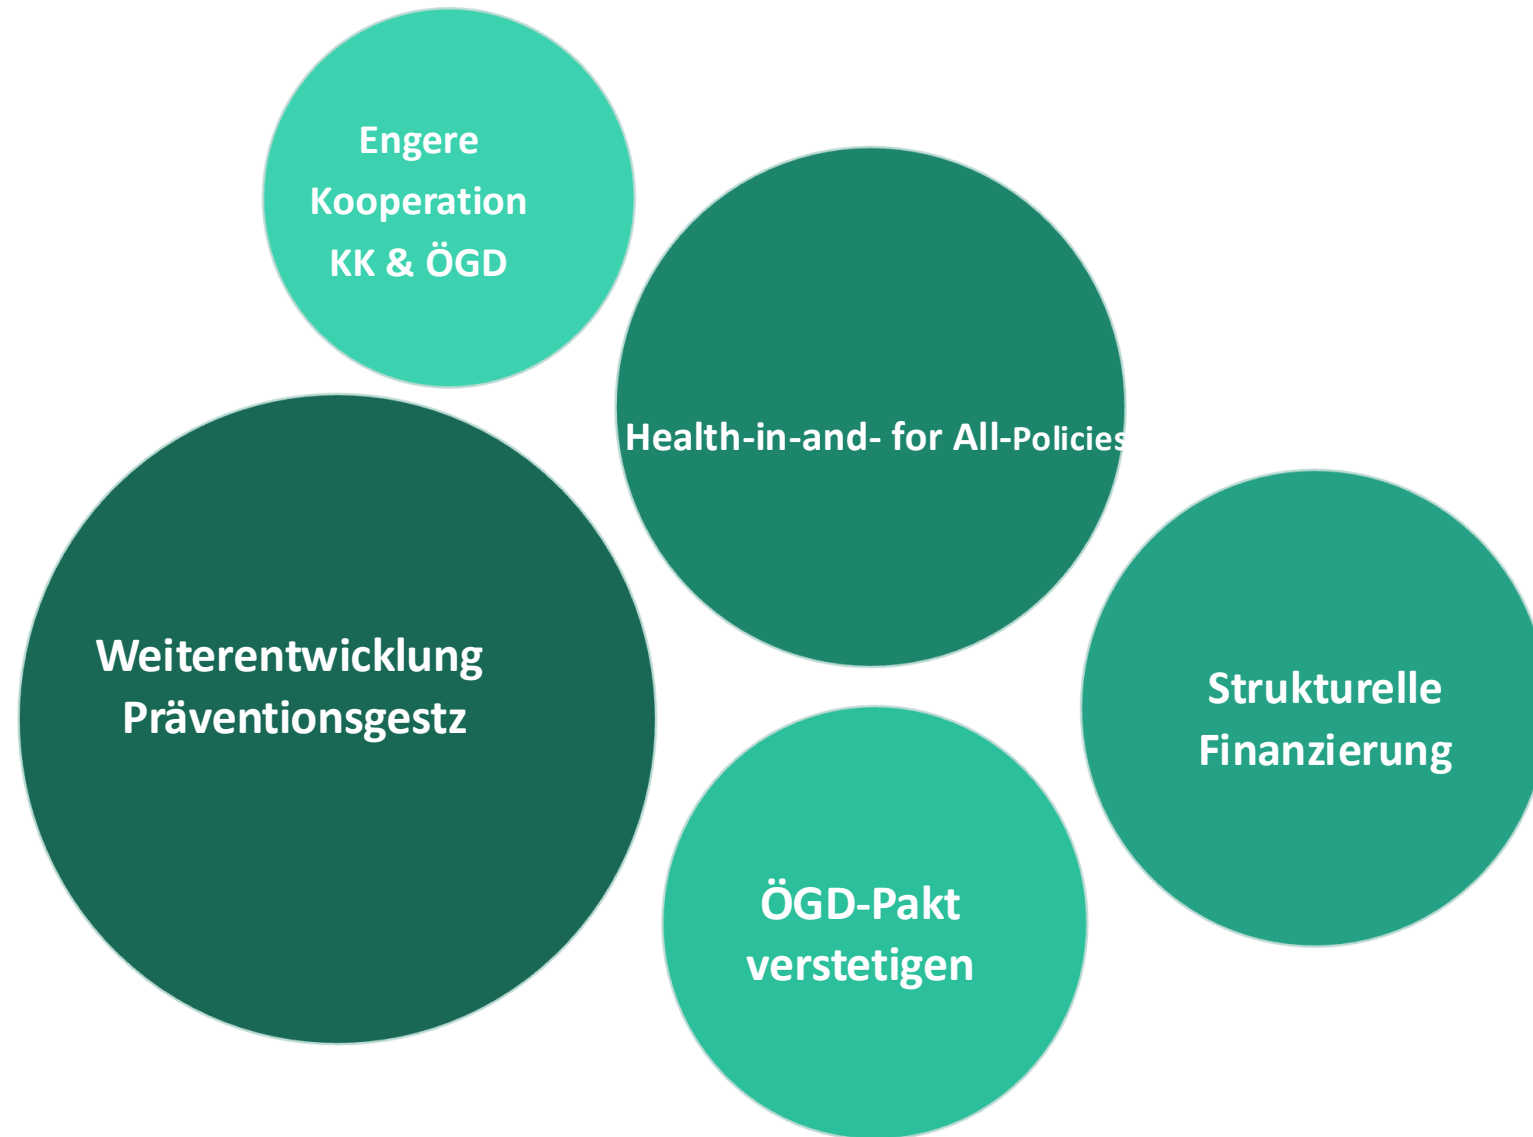 Engere
Kooperation
KK & ÖGD
Health-in-and- for All-Policies
Weiterentwicklung
Präventionsgestz
Strukturelle
Finanzierung
ÖGD-Pakt
verstetigen